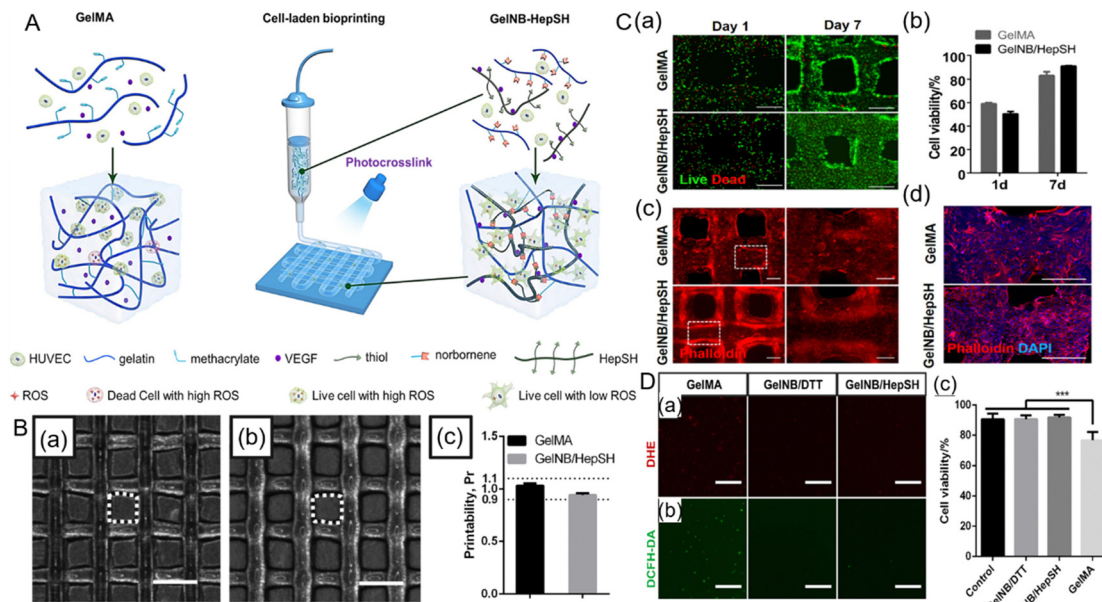 A
GelMA
Cell-laden bioprinting
GelNB-HepSH
Photocrosslink
HUVEC
gelatin
methacrylate
VEGF
thiol
norbornene
HepSH
ROS
Dead Cell with high ROS
Live cell with high ROS
Live cell with low ROS
B
(a)
(b)
(c)
Printability, Pr
1.5
1.1
1.0
0.9
0.5
0.0
GelMA
GelNB/HepSH
C
(a)
Day 1
Day 7
GelMA
GelNB/HepSH
Live Dead
(b)
Cell viability/%
100
80
60
40
20
0
1d
7d
GelMA
GelNB/HepSH
(c)
GelMA
GelNB/HepSH
Phalloidin
(d)
GelMA
GelNB/HepSH
Phalloidin DAPI
D
GelMA
GelNB/DTT
GelNB/HepSH
(a)
DHE
(b)
DCFH-DA
(c)
Cell viability/%
100
80
60
40
20
0
***
Control
GelNB/DTT
NB/HepSH
GelMA